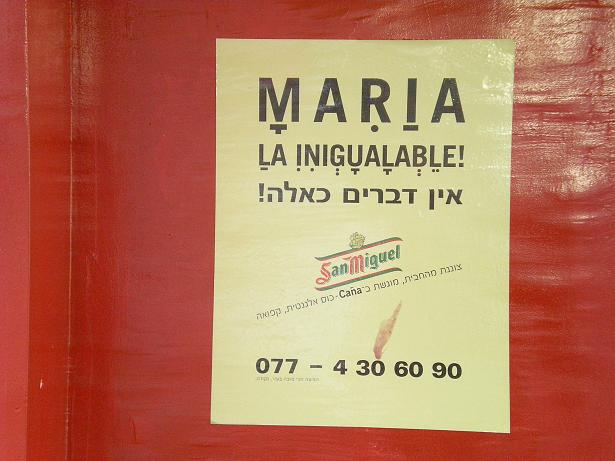 MARIA
LA INIGUALABLE!
אין דברים כאלה!
San Miguel
צוננת מהחבית, מוגשת כ-Caña-כוס אלגנטית, קפואה
077 - 4 30 60 90